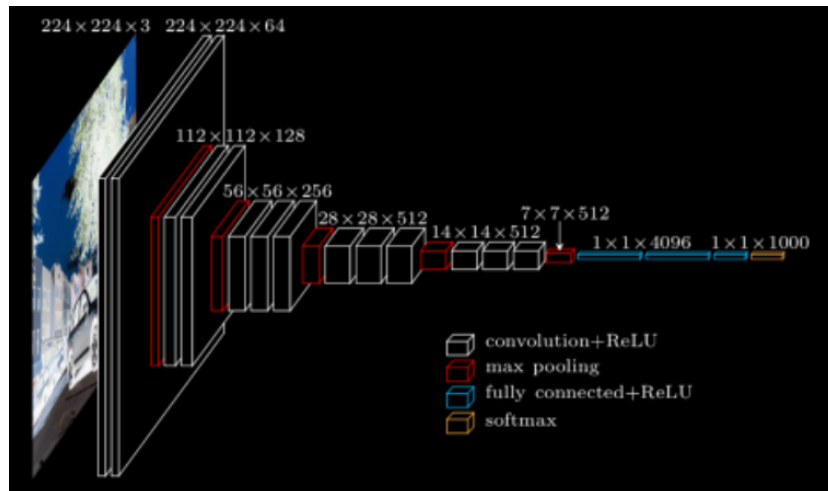 224×224×3
224×224×64
112×112×128
56×56×256
28×28×512
14×14×512
7×7×512
1×1×4096
1×1×1000
convolution+ReLU
max pooling
fully connected+ReLU
softmax